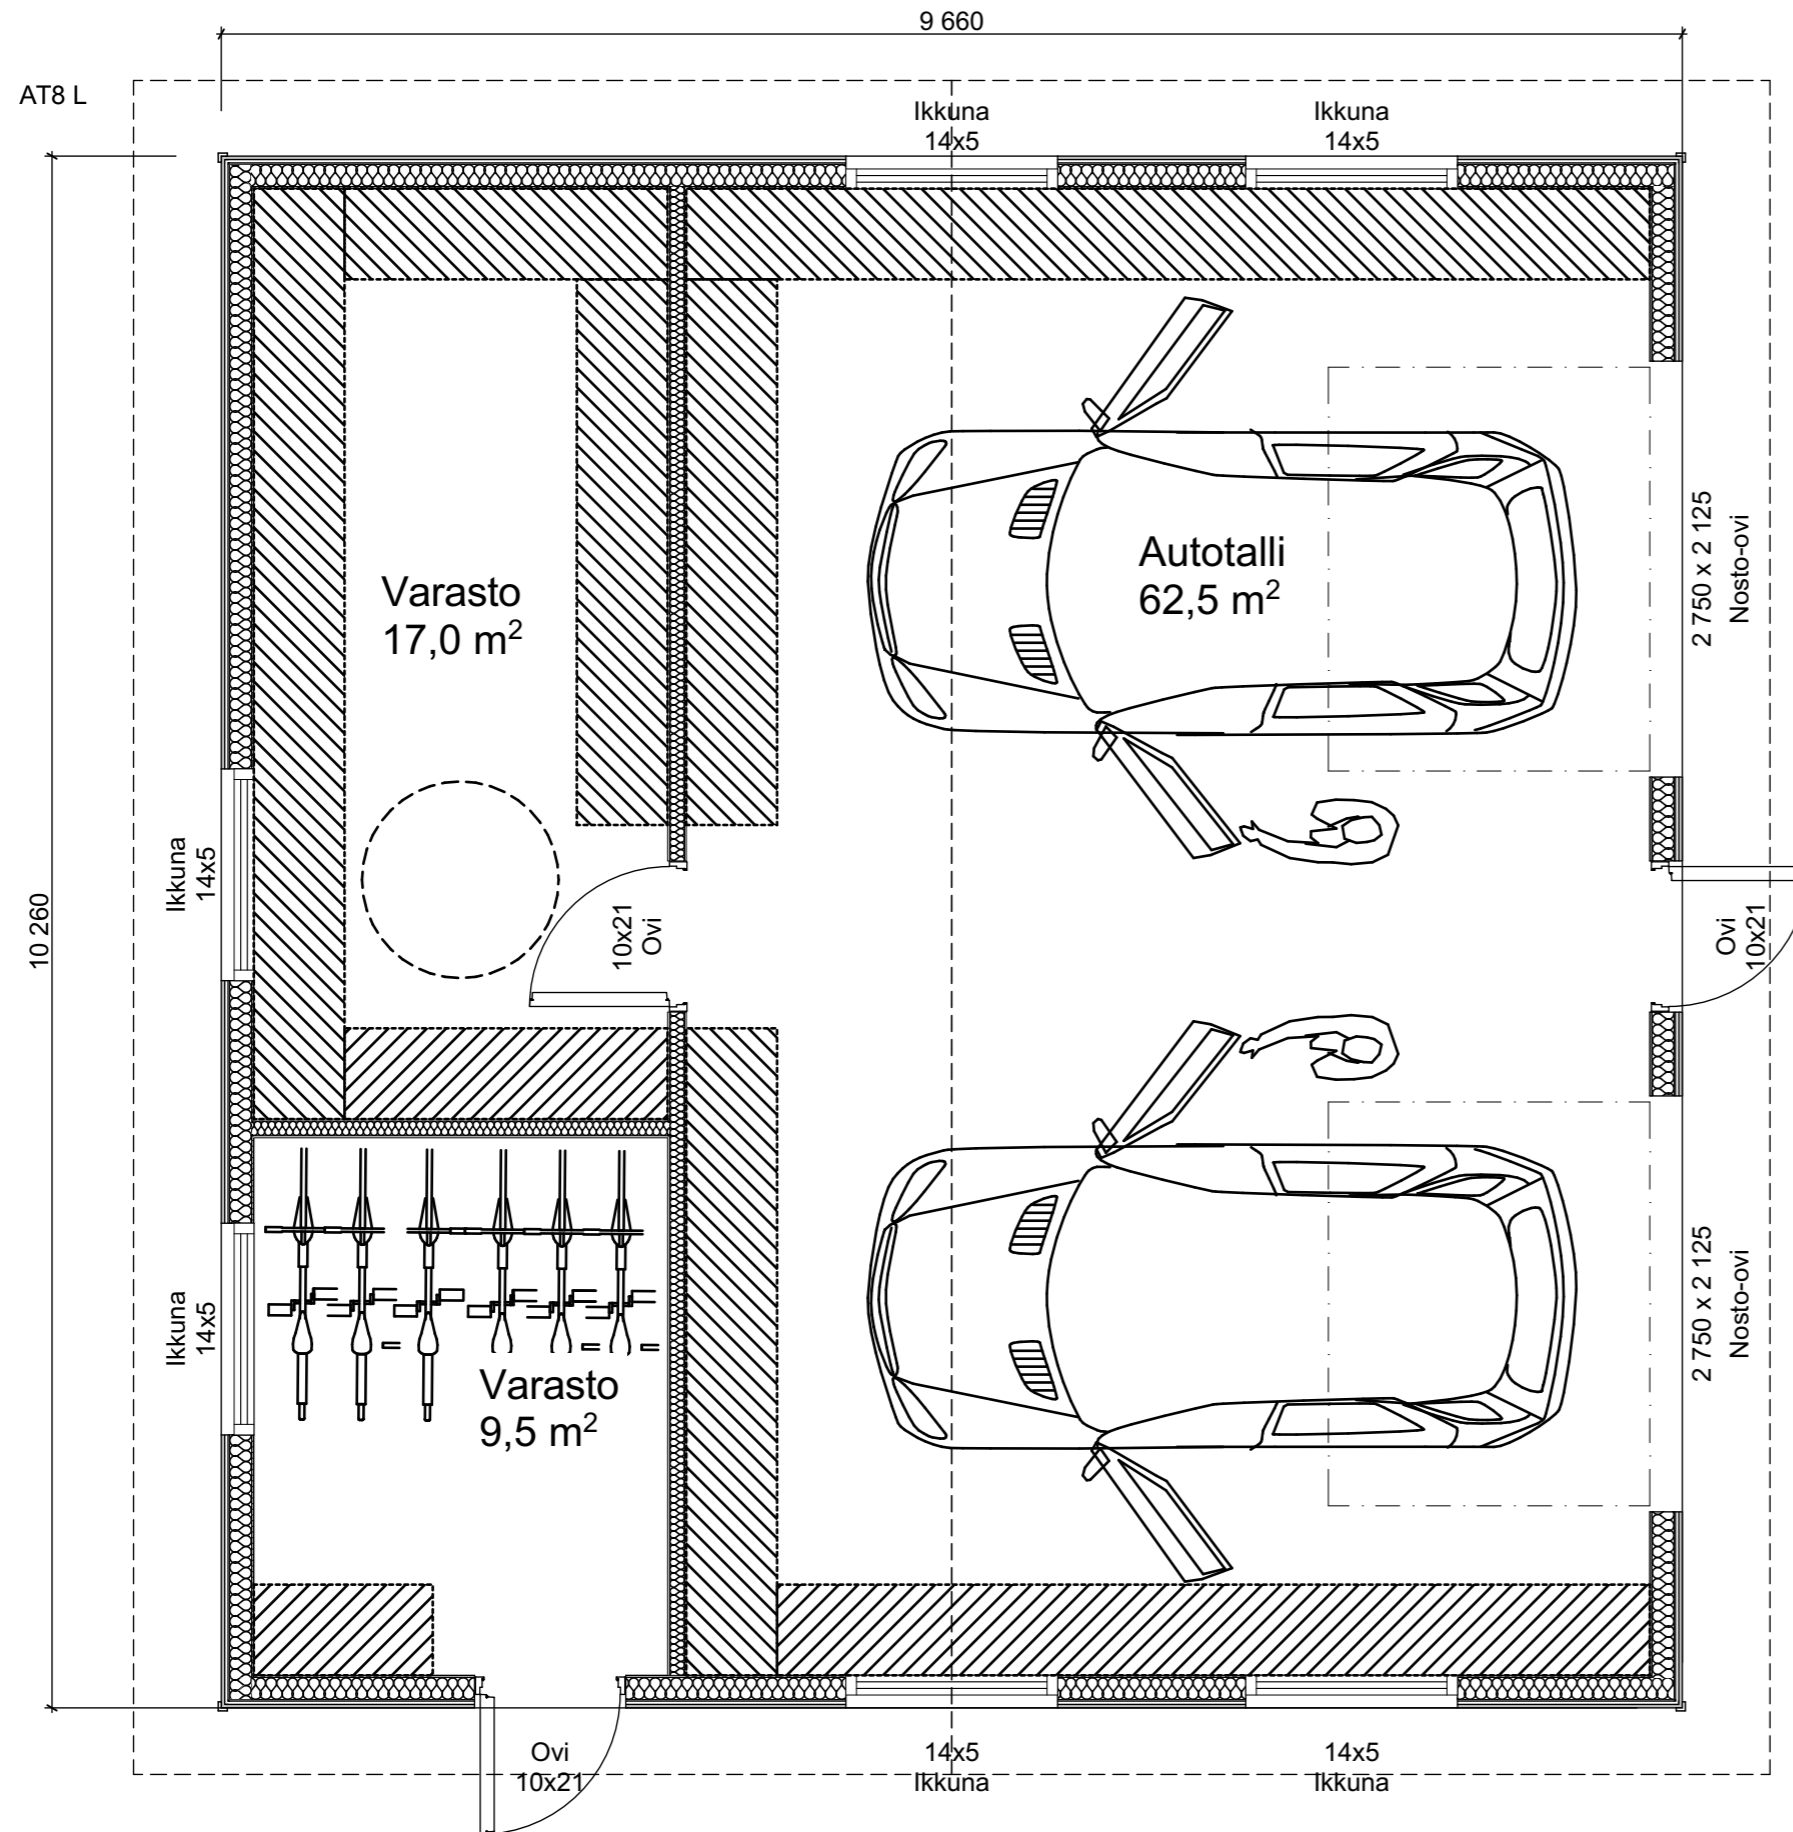 9 660
AT8 L
Ikkuna
14x5
Ikkuna
14x5
Autotalli
62,5 m²
2 750 x 2 125
Nosto-ovi
Varasto
17,0 m²
Ikkuna
14x5
10 260
10x21
Ovi
Ovi
10x21
Ikkuna
14x5
2 750 x 2 125
Nosto-ovi
Varasto
9,5 m²
Ovi
10x21
14x5
Ikkuna
14x5
Ikkuna